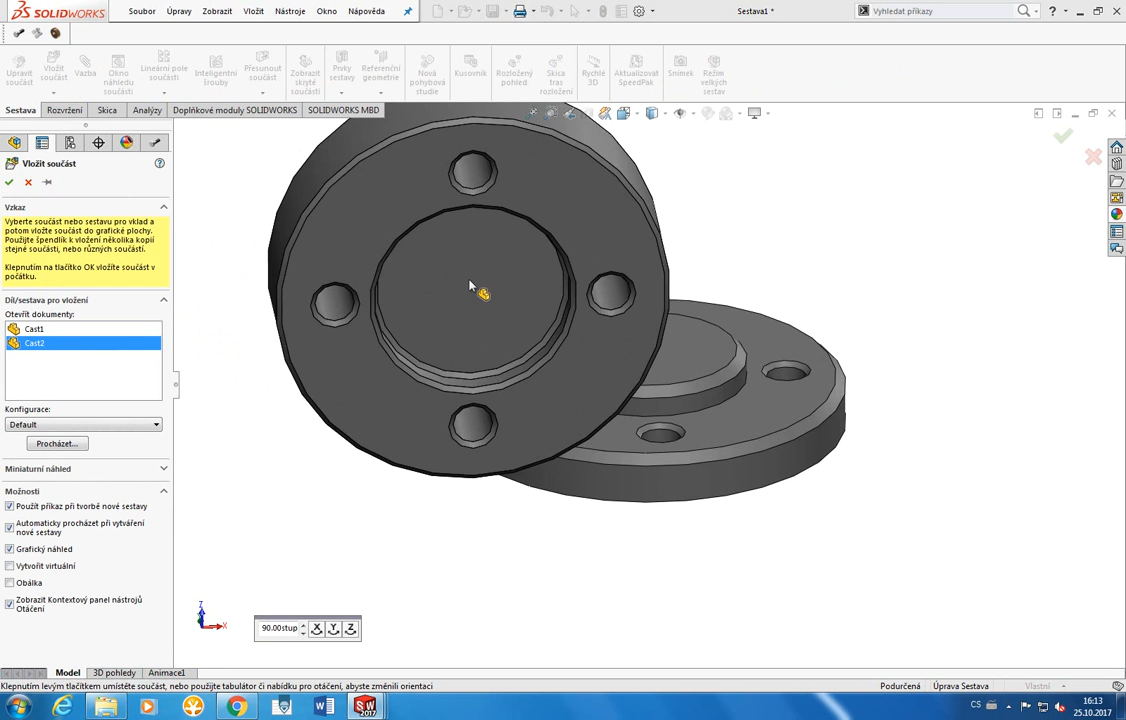 SOLIDWORKS
Soubor Úpravy Zobrazit Vložit Nástroje Okno Nápověda
Sestava1 *
Vyhledat příkazy
Upravit součást
Vložit součást
Vazba
Okno náhledu součásti
Lineární pole součásti
Inteligentní šrouby
Přesunout součást
Zobrazit skryté součásti
Prvky sestavy
Referenční geometrie
Nová pohybová studie
Kusovník
Rozložený pohled
Skica tras rozložení
Rychlé 3D
Aktualizovat SpeedPak
Snímek
Režim velkých sestav
Sestava Rozvržení Skica Analýzy Doplňkové moduly SOLIDWORKS SOLIDWORKS MBD
Vložit součást
Vzkaz
Vyberte součást nebo sestavu pro vklad a
potom vložte součást do grafické plochy.
Použijte špendlík k vložení několika kopií
stejné součásti, nebo různých součástí.
Klepnutím na tlačítko OK vložíte součást v
počátku.
Díl/sestava pro vložení
Otevřít dokumenty:
Cast1
Cast2
Konfigurace:
Default
Procházet...
Miniaturní náhled
Možnosti
Použít příkaz při tvorbě nové sestavy
Automaticky procházet při vytváření
nové sestavy
Grafický náhled
Vytvořit virtuální
Obálka
Zobrazit Kontextový panel nástrojů
Otáčení
Z
X
90.00stup X Y Z
Model 3D pohledy Animace1
Klepnutím levým tlačítkem umístěte součást, nebo použijte tabulátor či nabídku pro otáčení, abyste změnili orientaci
Podurčená Úprava Sestava Vlastní
CS
16:13
25.10.2017
SW
2017